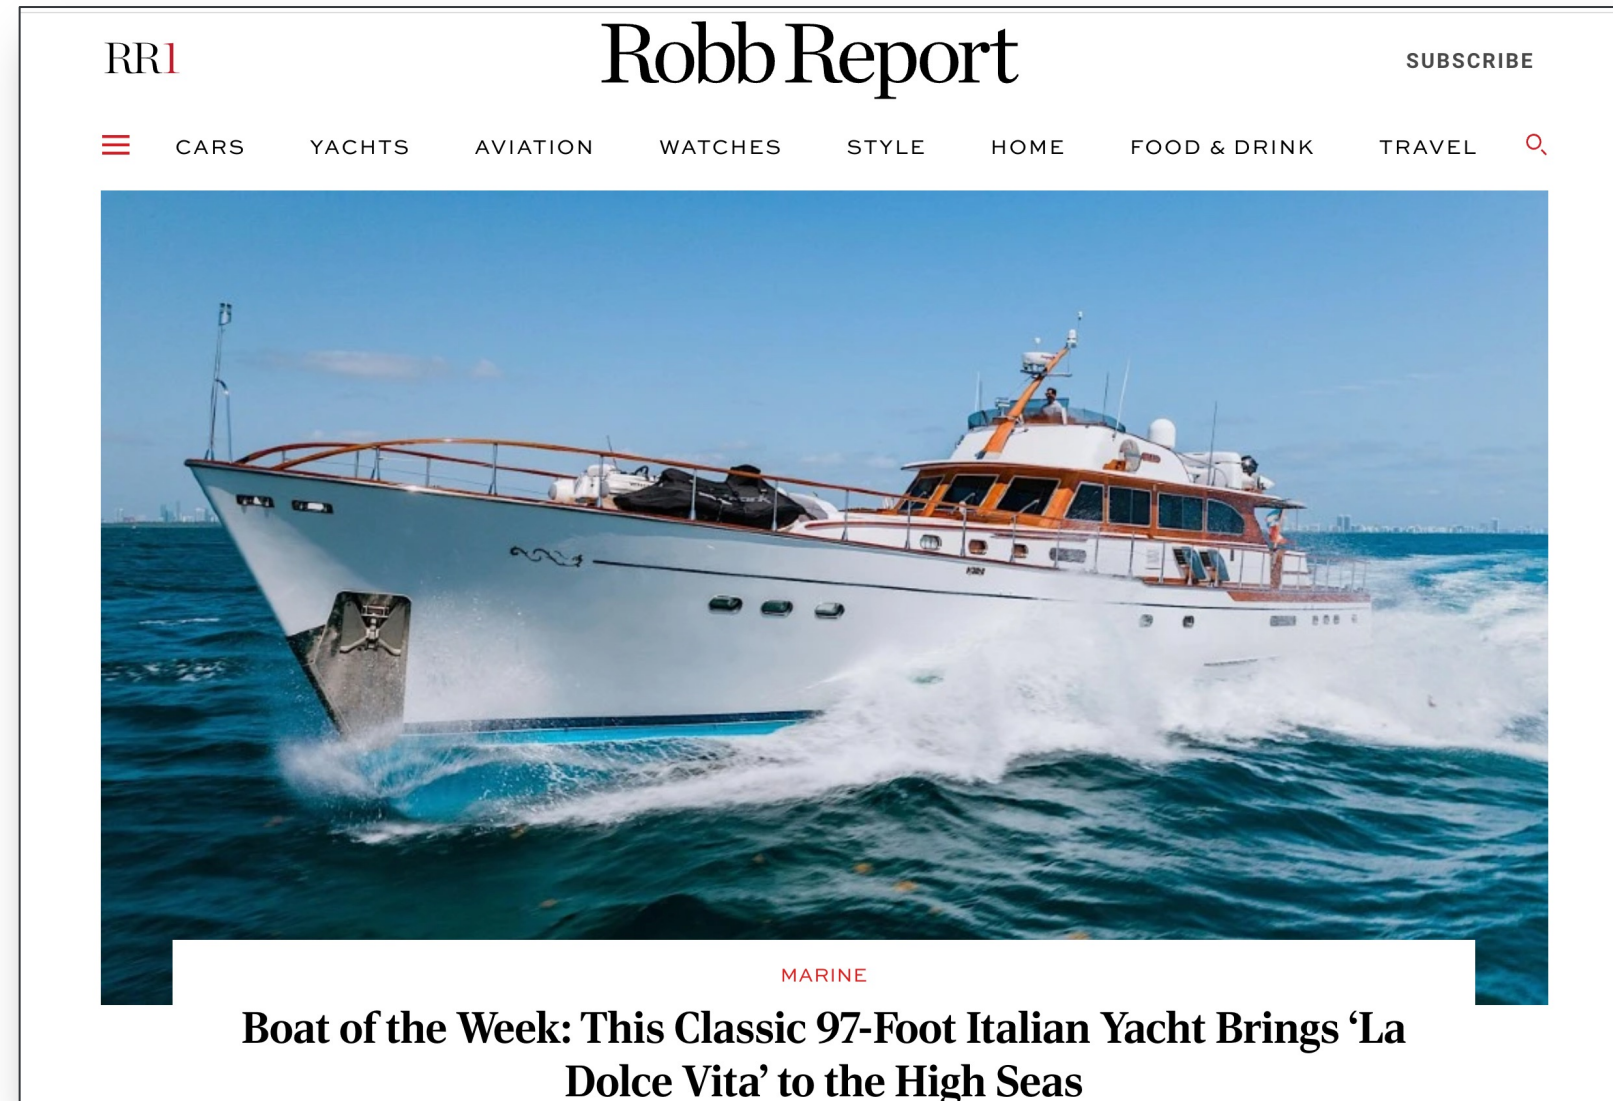 RR1
Robb Report
SUBSCRIBE
CARS YACHTS AVIATION WATCHES STYLE HOME FOOD & DRINK TRAVEL
MARINE
Boat of the Week: This Classic 97-Foot Italian Yacht Brings ‘La
Dolce Vita’ to the High Seas